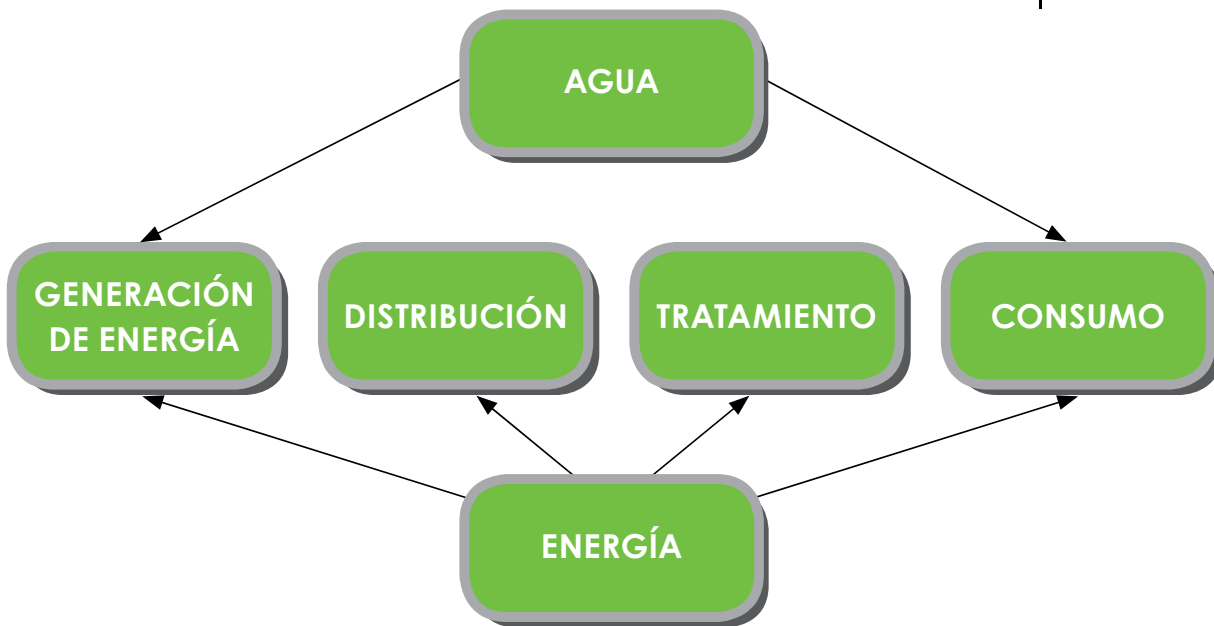 AGUA
GENERACIÓN
DE ENERGÍA
DISTRIBUCIÓN
TRATAMIENTO
CONSUMO
ENERGÍA